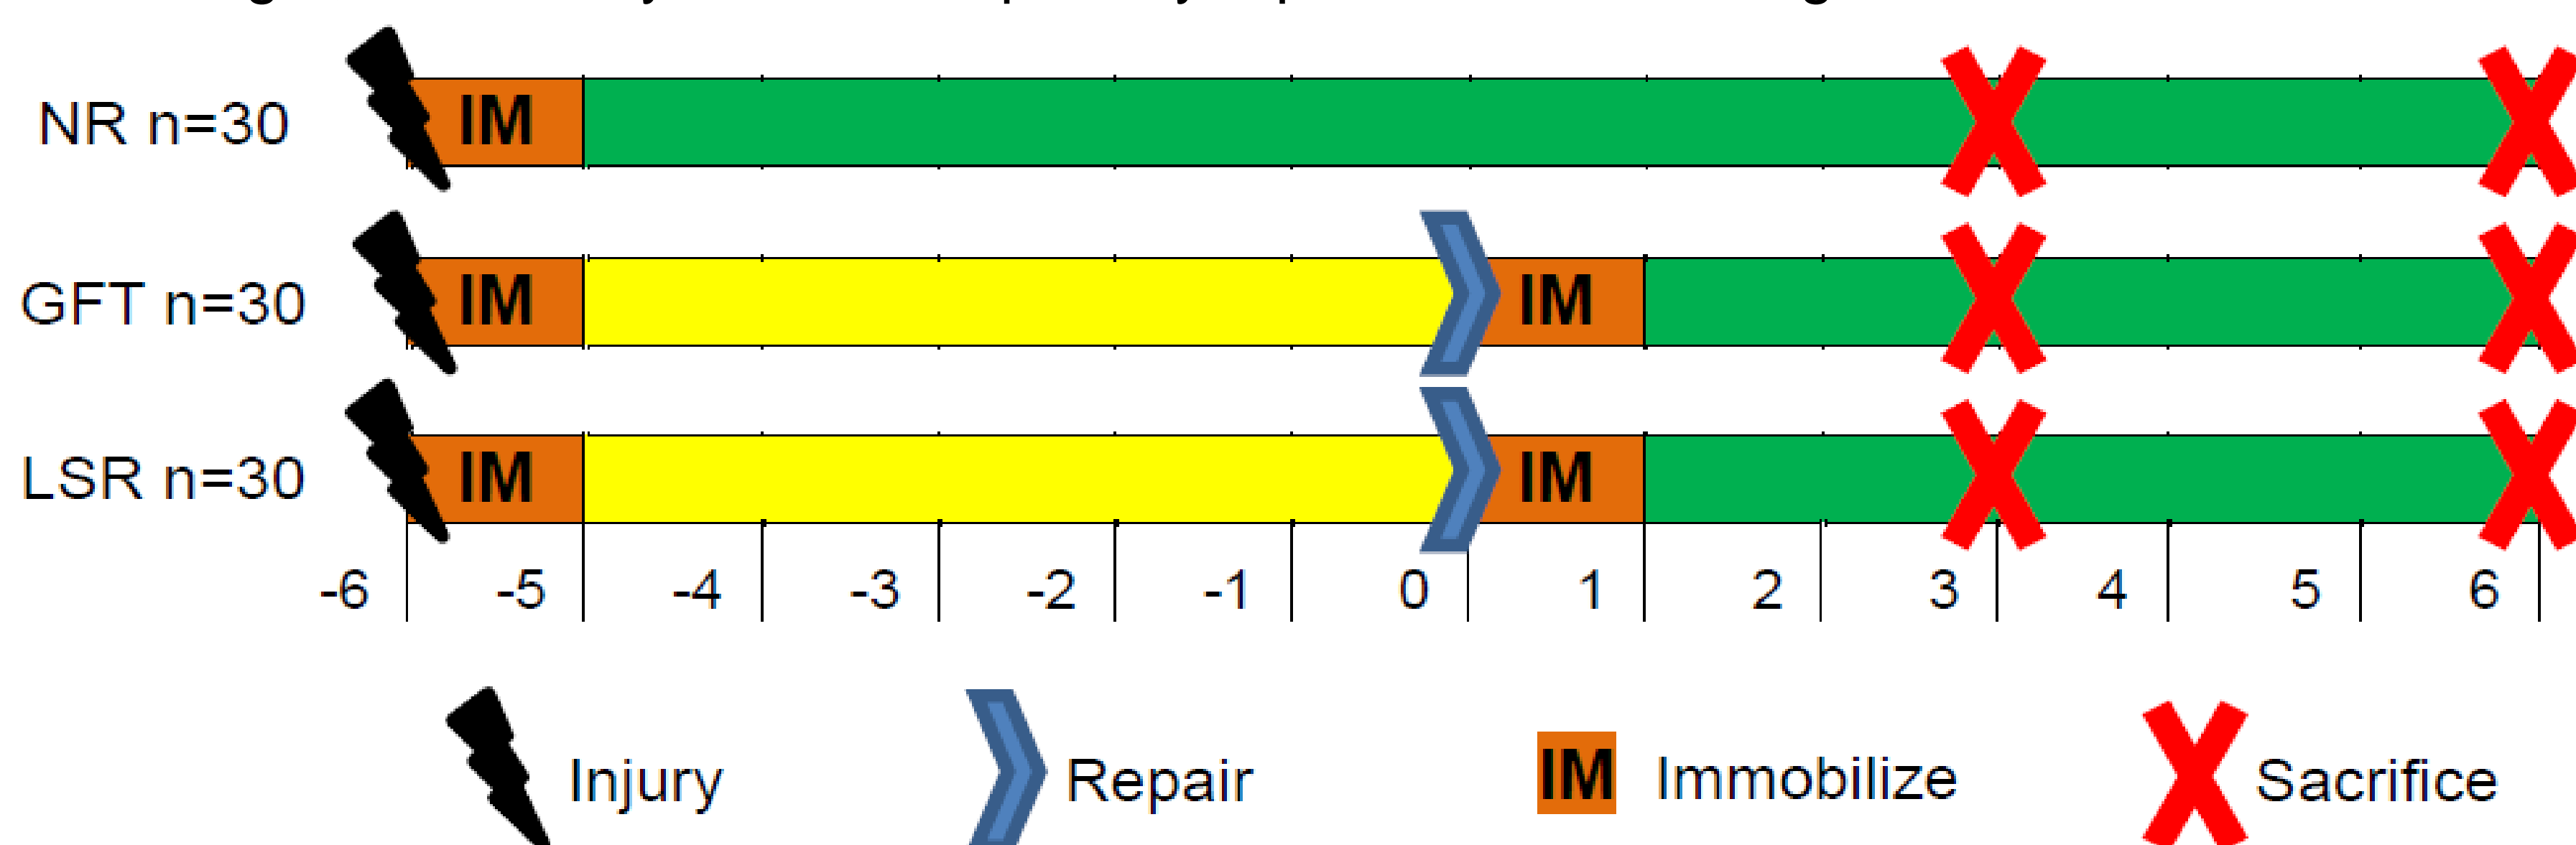 NR n=30 IM
GFT n=30 IM IM
LSR n=30 IM IM
-6 -5 -4 -3 -2 -1 0 1 2 3 4 5 6
Injury Repair IM Immobilize Sacrifice